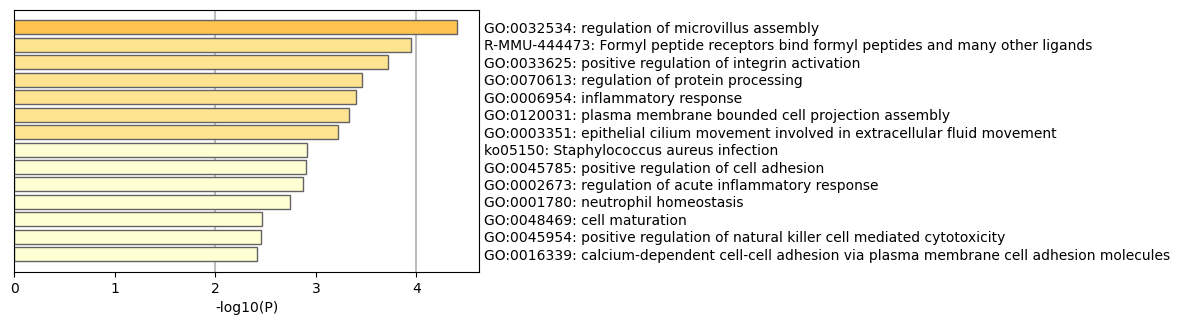 GO:0032534: regulation of microvillus assembly
R-MMU-444473: Formyl peptide receptors bind formyl peptides and many other ligands
GO:0033625: positive regulation of integrin activation
GO:0070613: regulation of protein processing
GO:0006954: inflammatory response
GO:0120031: plasma membrane bounded cell projection assembly
GO:0003351: epithelial cilium movement involved in extracellular fluid movement
ko05150: Staphylococcus aureus infection
GO:0045785: positive regulation of cell adhesion
GO:0002673: regulation of acute inflammatory response
GO:0001780: neutrophil homeostasis
GO:0048469: cell maturation
GO:0045954: positive regulation of natural killer cell mediated cytotoxicity
GO:0016339: calcium-dependent cell-cell adhesion via plasma membrane cell adhesion molecules
0 1 2 3 4
-log10(P)